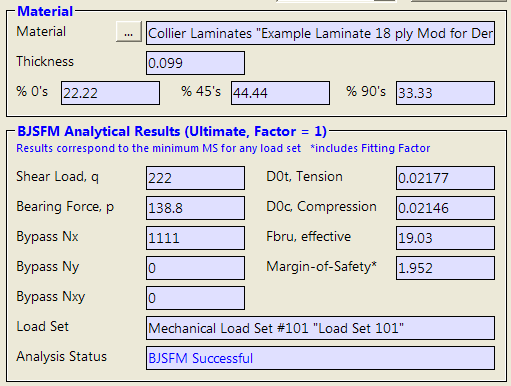 Material
Material ... Collier Laminates "Example Laminate 18 ply Mod for Der
Thickness 0.099
% 0's 22.22 % 45's 44.44 % 90's 33.33
BJSFM Analytical Results (Ultimate, Factor = 1)
Results correspond to the minimum MS for any load set *includes Fitting Factor
Shear Load, q 222 D0t, Tension 0.02177
Bearing Force, p 138.8 D0c, Compression 0.02146
Bypass Nx 1111 Fbru, effective 19.03
Bypass Ny 0 Margin-of-Safety* 1.952
Bypass Nxy 0
Load Set Mechanical Load Set #101 "Load Set 101"
Analysis Status BJSFM Successful